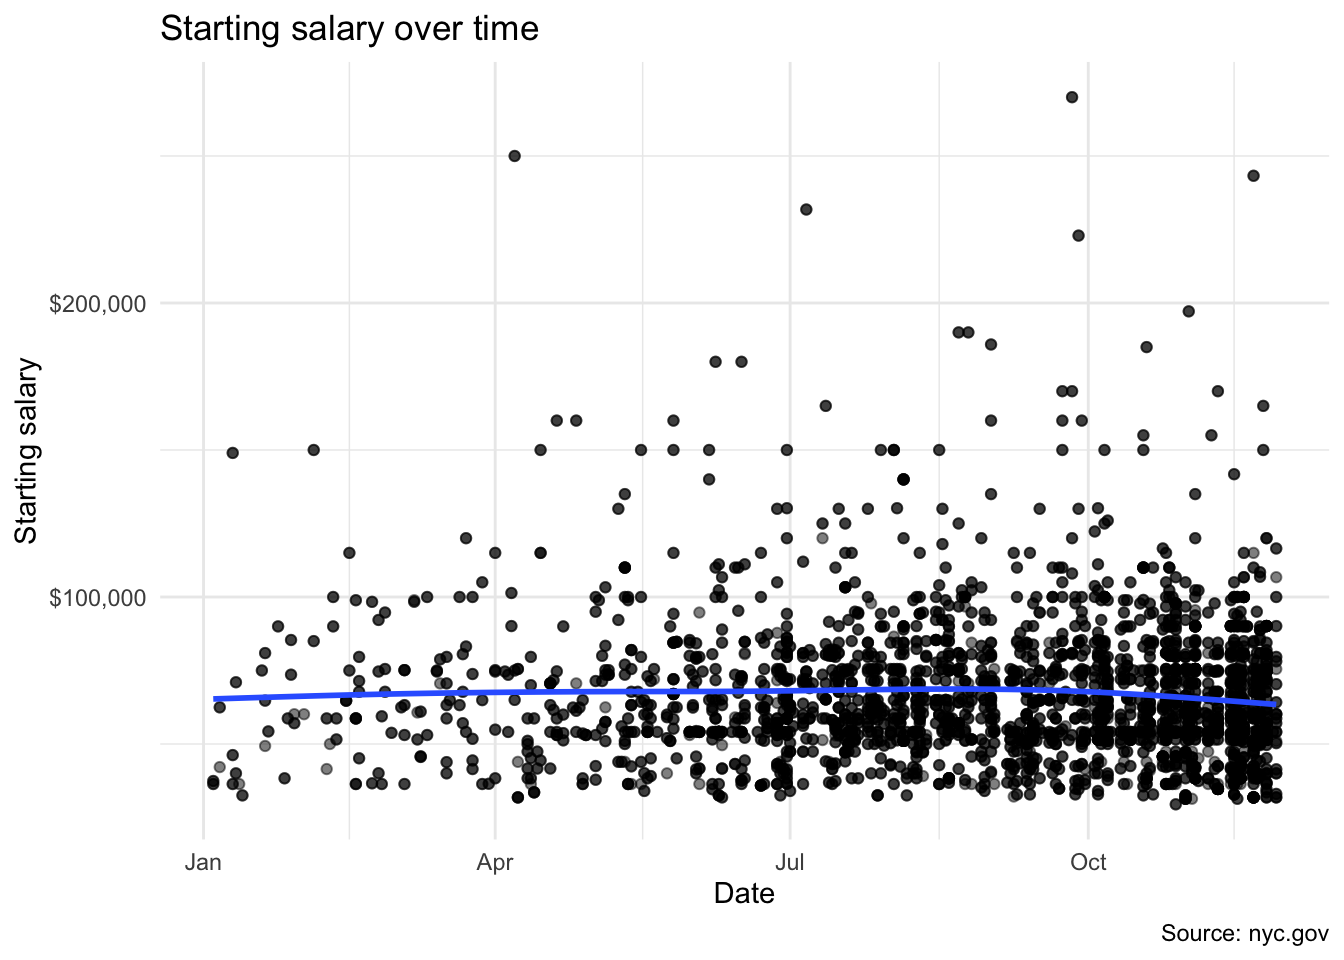 Starting salary over time
$200,000
$100,000
Starting salary
Jan
Apr
Jul
Oct
Date
Source: nyc.gov